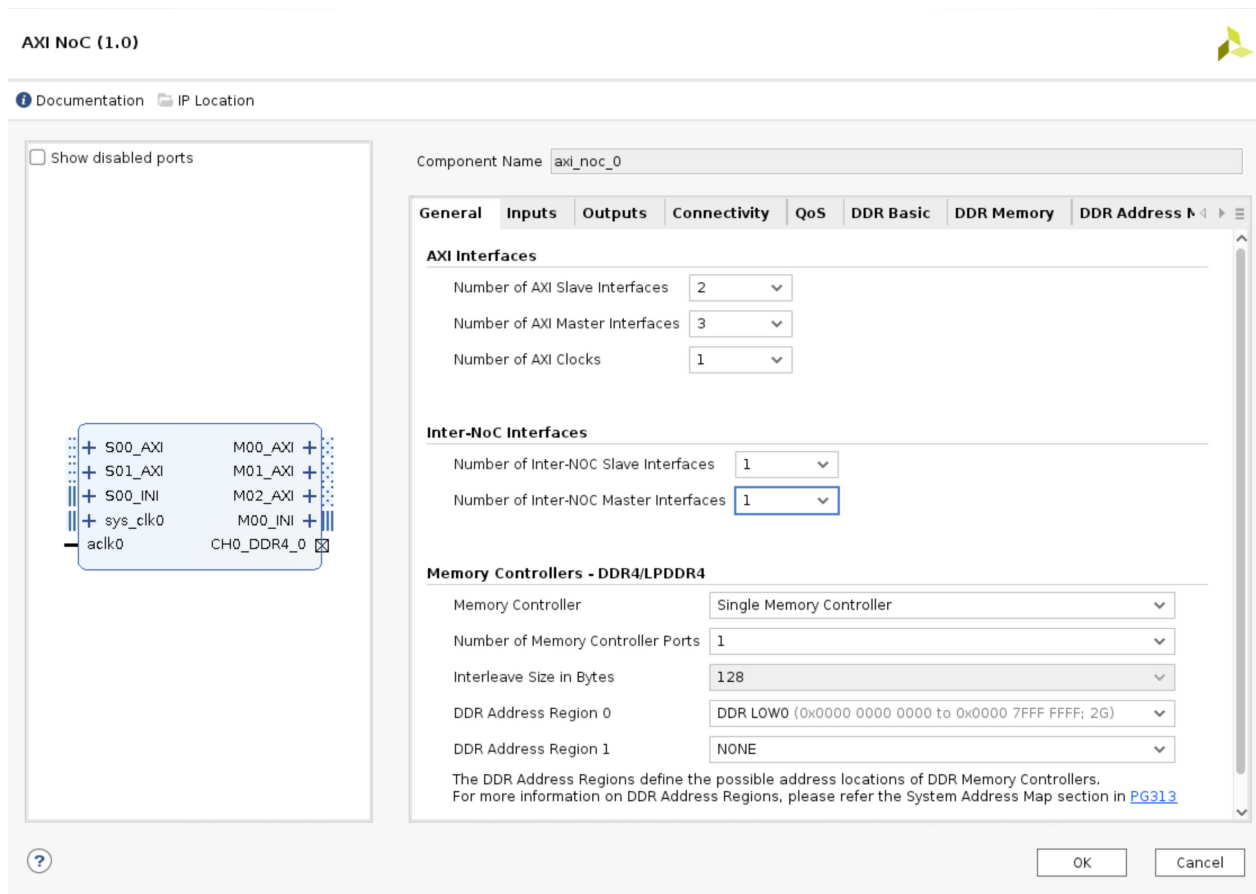 AXI NoC (1.0)
Documentation IP Location
Show disabled ports
S00_AXI M00_AXI
S01_AXI M01_AXI
S00_INI M02_AXI
sys_clk0 M00_INI
aclk0 CH0_DDR4_0
Component Name axi_noc_0
General Inputs Outputs Connectivity QoS DDR Basic DDR Memory DDR Address
AXI Interfaces
Number of AXI Slave Interfaces 2
Number of AXI Master Interfaces 3
Number of AXI Clocks 1
Inter-NoC Interfaces
Number of Inter-NOC Slave Interfaces 1
Number of Inter-NOC Master Interfaces 1
Memory Controllers - DDR4/LPDDR4
Memory Controller Single Memory Controller
Number of Memory Controller Ports 1
Interleave Size in Bytes 128
DDR Address Region 0 DDR LOW0 (0x0000 0000 0000 to 0x0000 7FFF FFFF; 2G)
DDR Address Region 1 NONE
The DDR Address Regions define the possible address locations of DDR Memory Controllers.
For more information on DDR Address Regions, please refer the System Address Map section in PG313
? OK Cancel